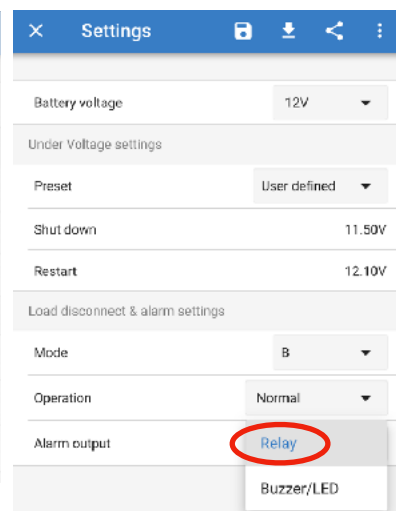 Settings
Battery voltage 12V
Under Voltage settings
Preset User defined
Shut down 11.50V
Restart 12.10V
Load disconnect & alarm settings
Mode B
Operation Normal
Alarm output Relay
Buzzer/LED